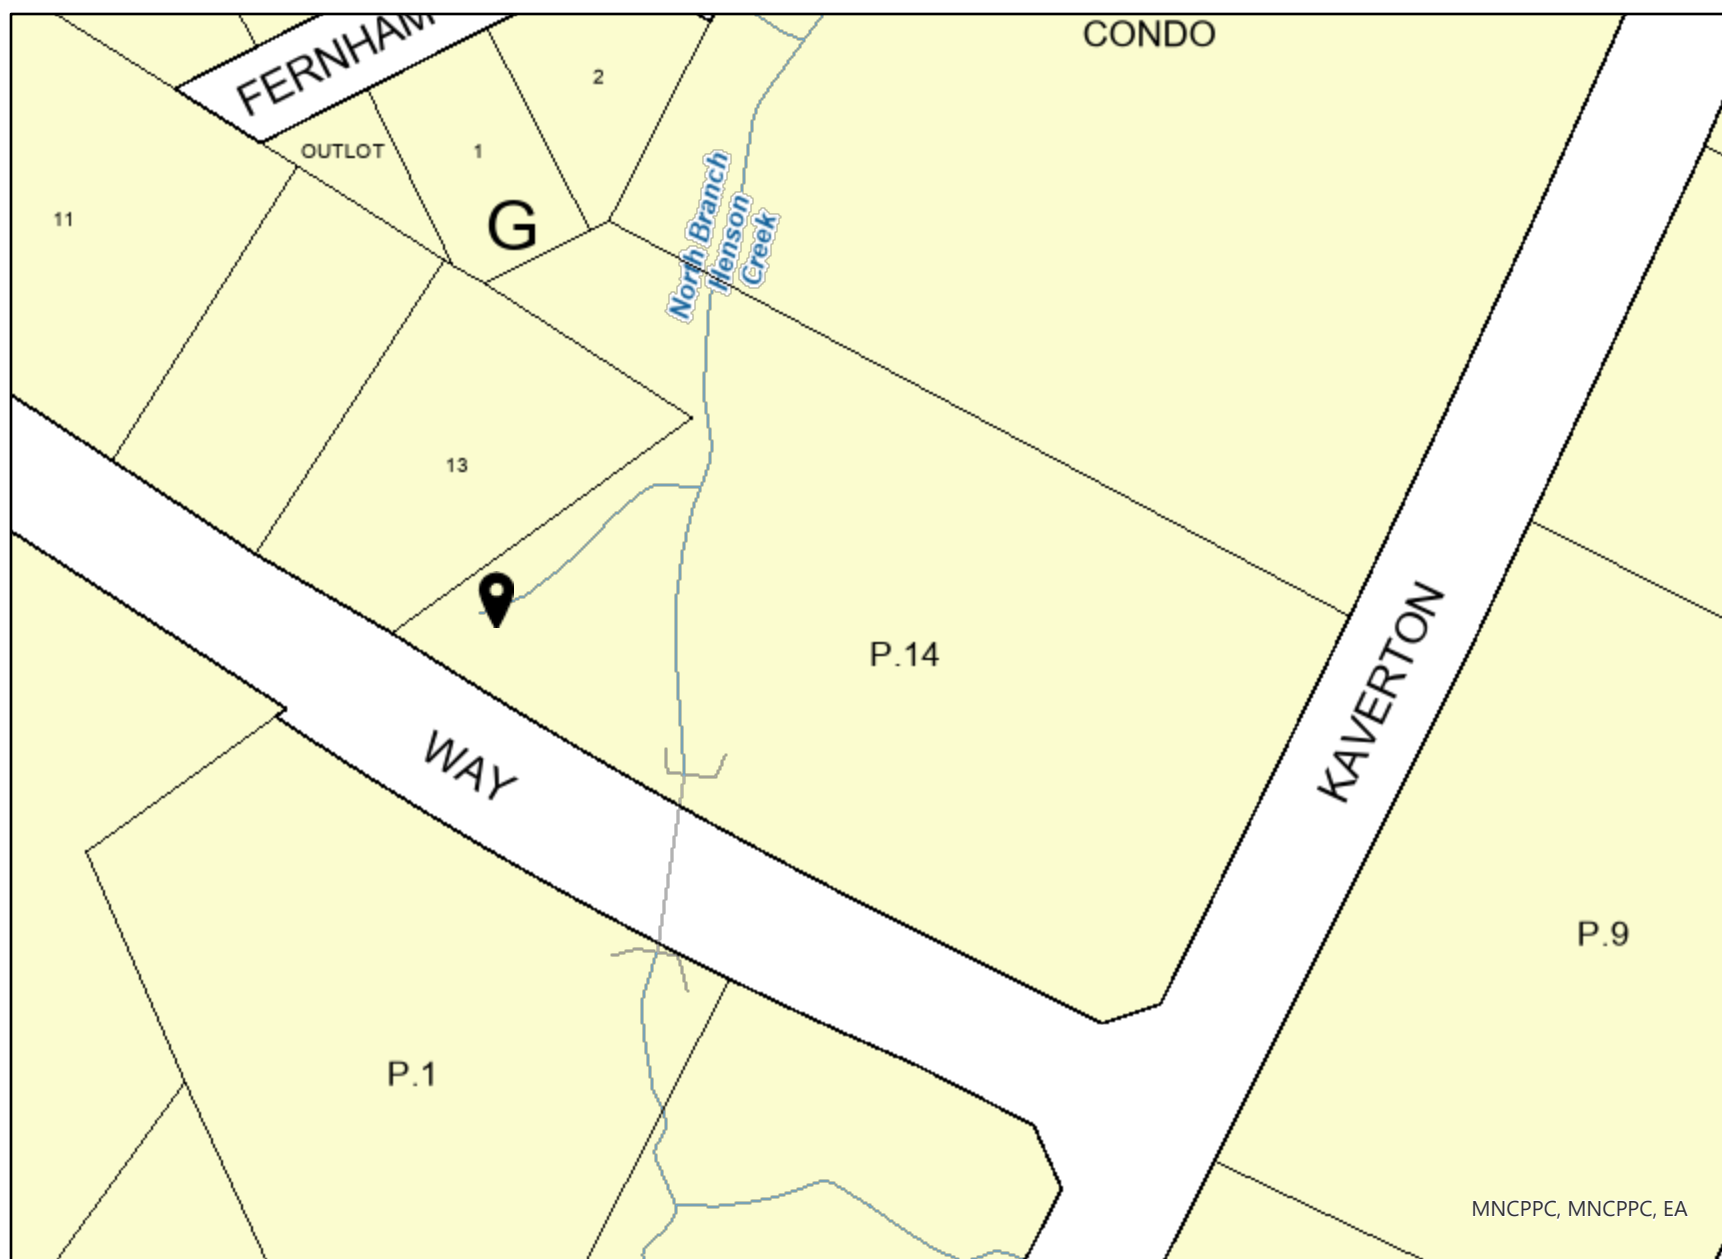 CONDO
FERNHAM
2
OUTLOT
1
G
11
North Branch
Henson
Creek
13
P.14
KAVERTON
WAY
P.9
P.1
MNCPPC, MNCPPC, EA